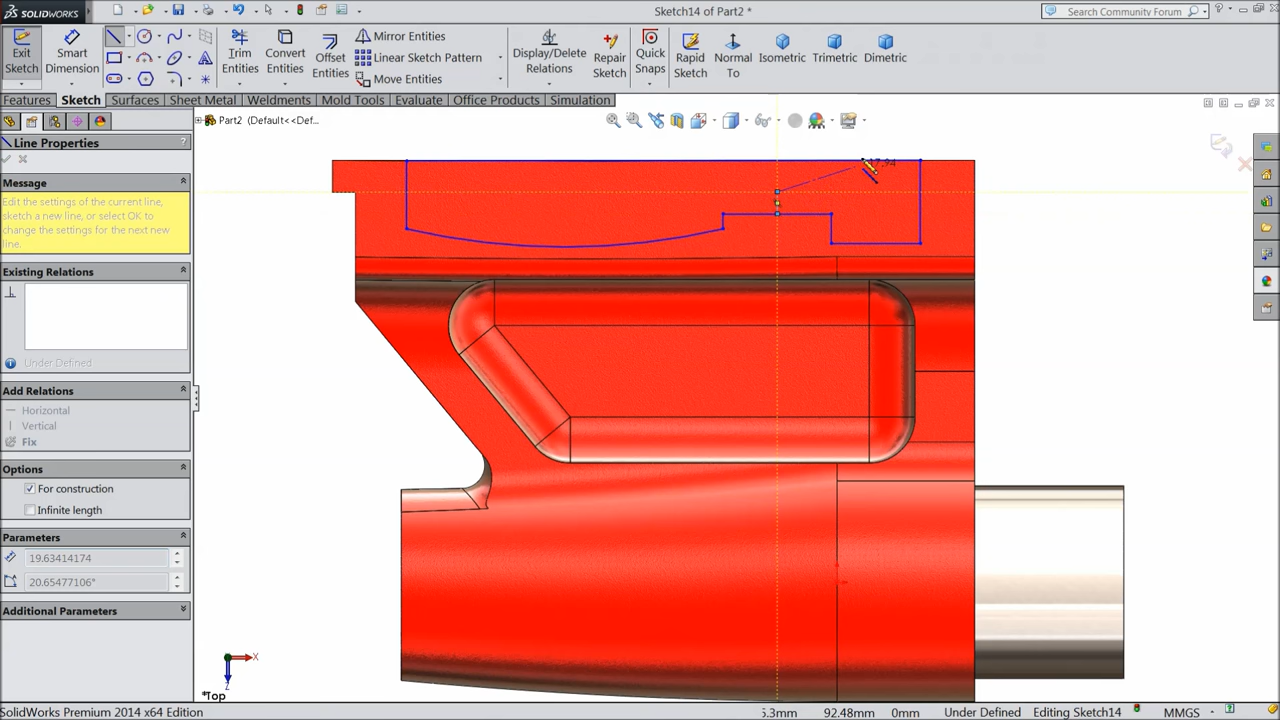 SOLIDWORKS
Sketch14 of Part2 *
Search Community Forum
Exit Sketch
Smart Dimension
Trim Entities
Convert Entities
Offset Entities
Mirror Entities
Linear Sketch Pattern
Move Entities
Display/Delete Relations
Repair Sketch
Quick Snaps
Rapid Sketch
Normal To
Isometric
Trimetric
Dimetric
Features
Sketch
Surfaces
Sheet Metal
Weldments
Mold Tools
Evaluate
Office Products
Simulation
Part2 (Default<<Def...
Line Properties
?
Message
Edit the settings of the current line,
sketch a new line, or select OK to
change the settings for the next new
line.
Existing Relations
Under Defined
Add Relations
Horizontal
Vertical
Fix
Options
For construction
Infinite length
Parameters
19.63414174
20.65477106°
Additional Parameters
X
Z
*Top
SolidWorks Premium 2014 x64 Edition
92.48mm
0mm
Under Defined
Editing Sketch14
MMGS